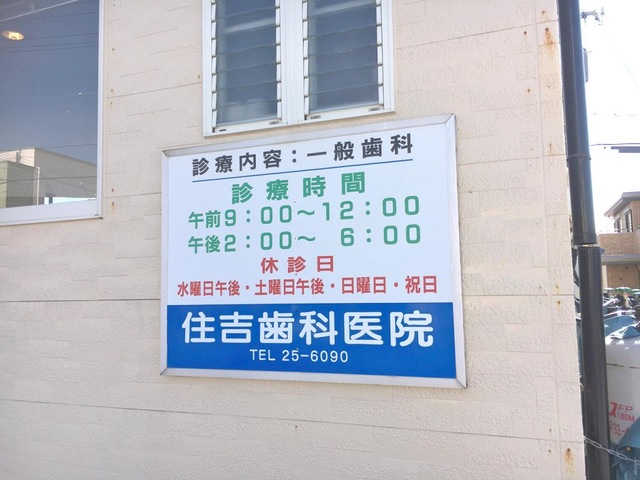 診療内容：一般歯科
診療時間
午前9：00～12：00
午後2：00～ 6：00
休診日
水曜日午後・土曜日午後・日曜日・祝日
住吉歯科医院
TEL 25-6090
FP